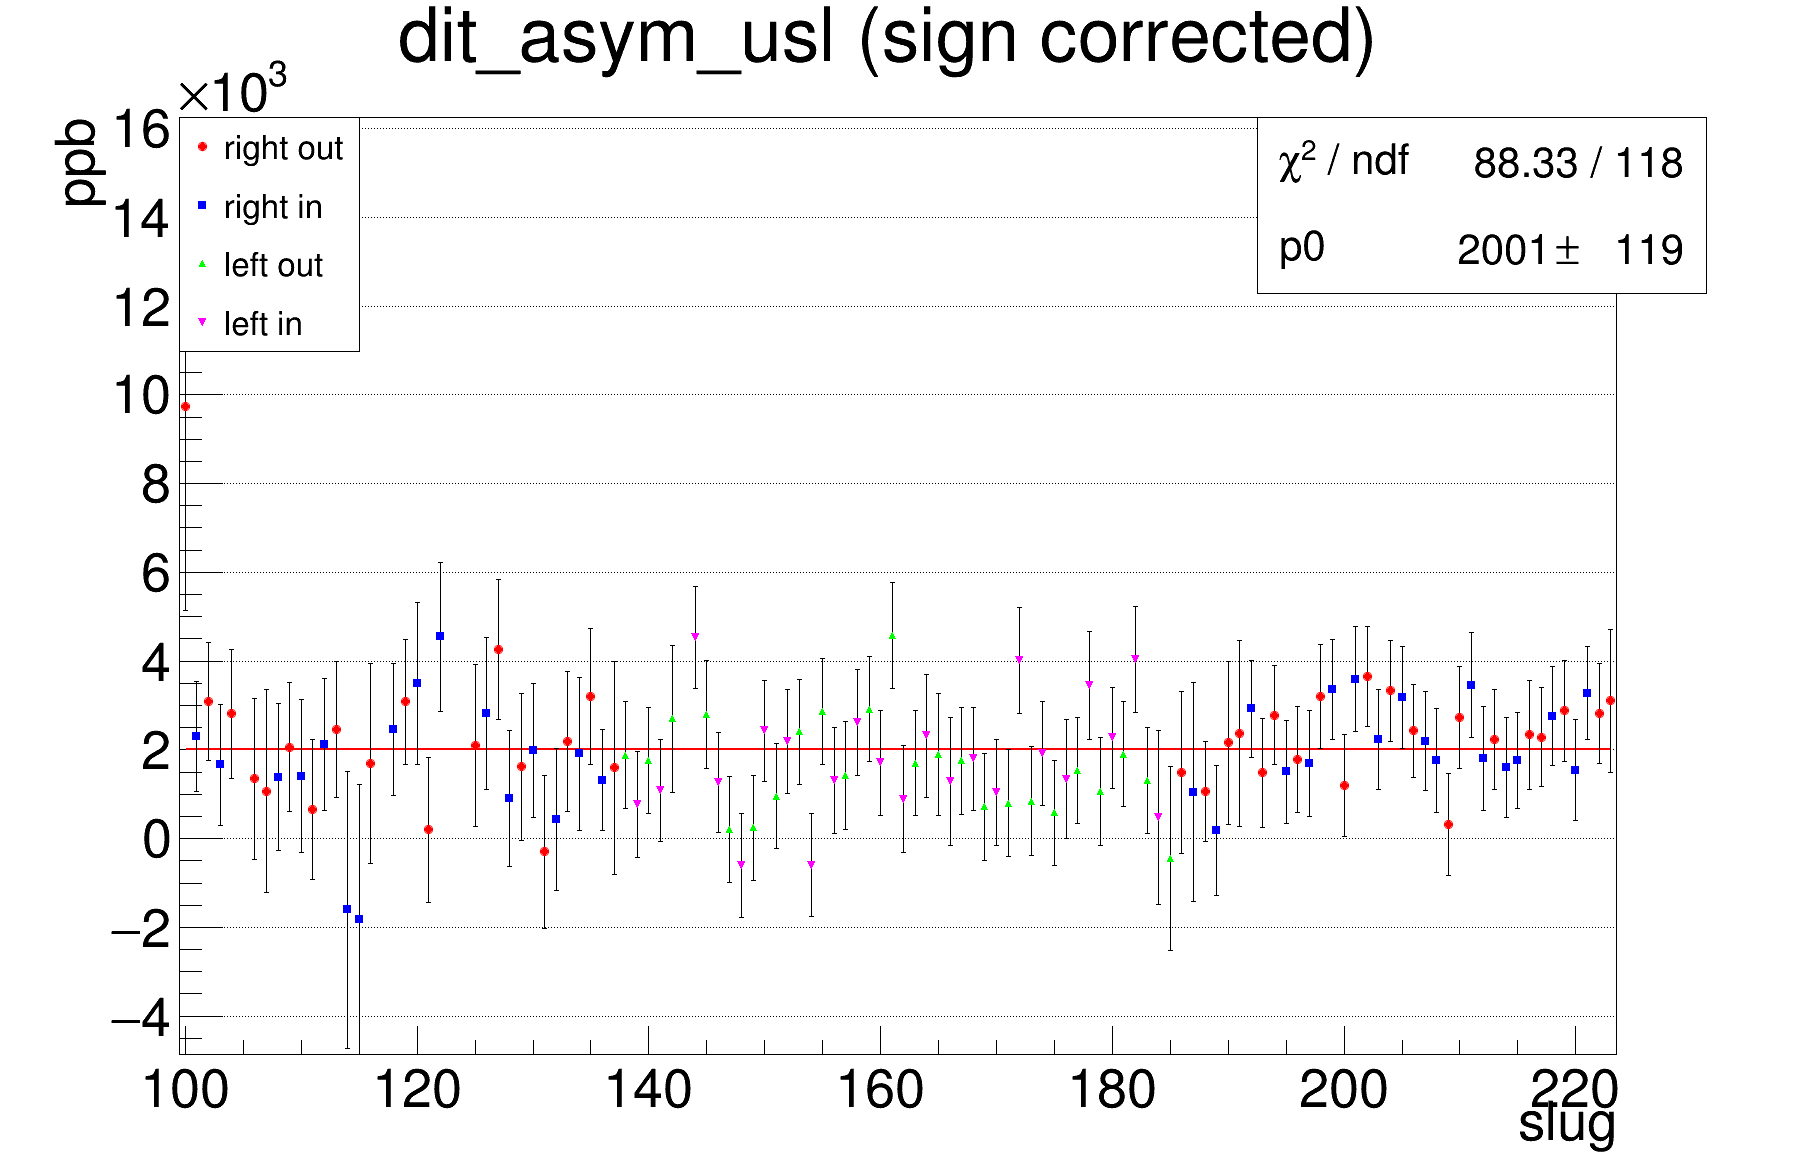 dit_asym_usl (sign corrected)
×10³
ppb
16
14
12
10
8
6
4
2
0
−2
−4
right out
right in
left out
left in
χ² / ndf 88.33 / 118
p0 2001 ± 119
100 120 140 160 180 200 220
slug